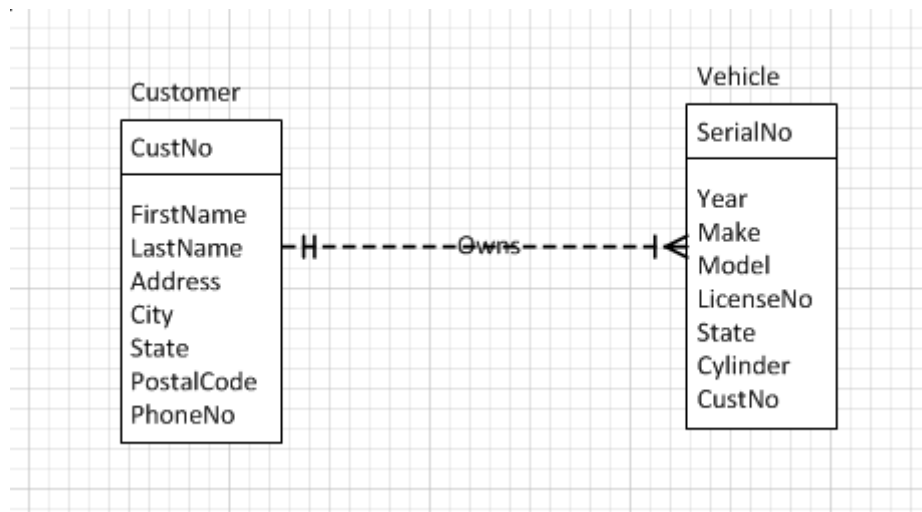 Customer
CustNo
FirstName
LastName
Address
City
State
PostalCode
PhoneNo
Owns
Vehicle
SerialNo
Year
Make
Model
LicenseNo
State
Cylinder
CustNo